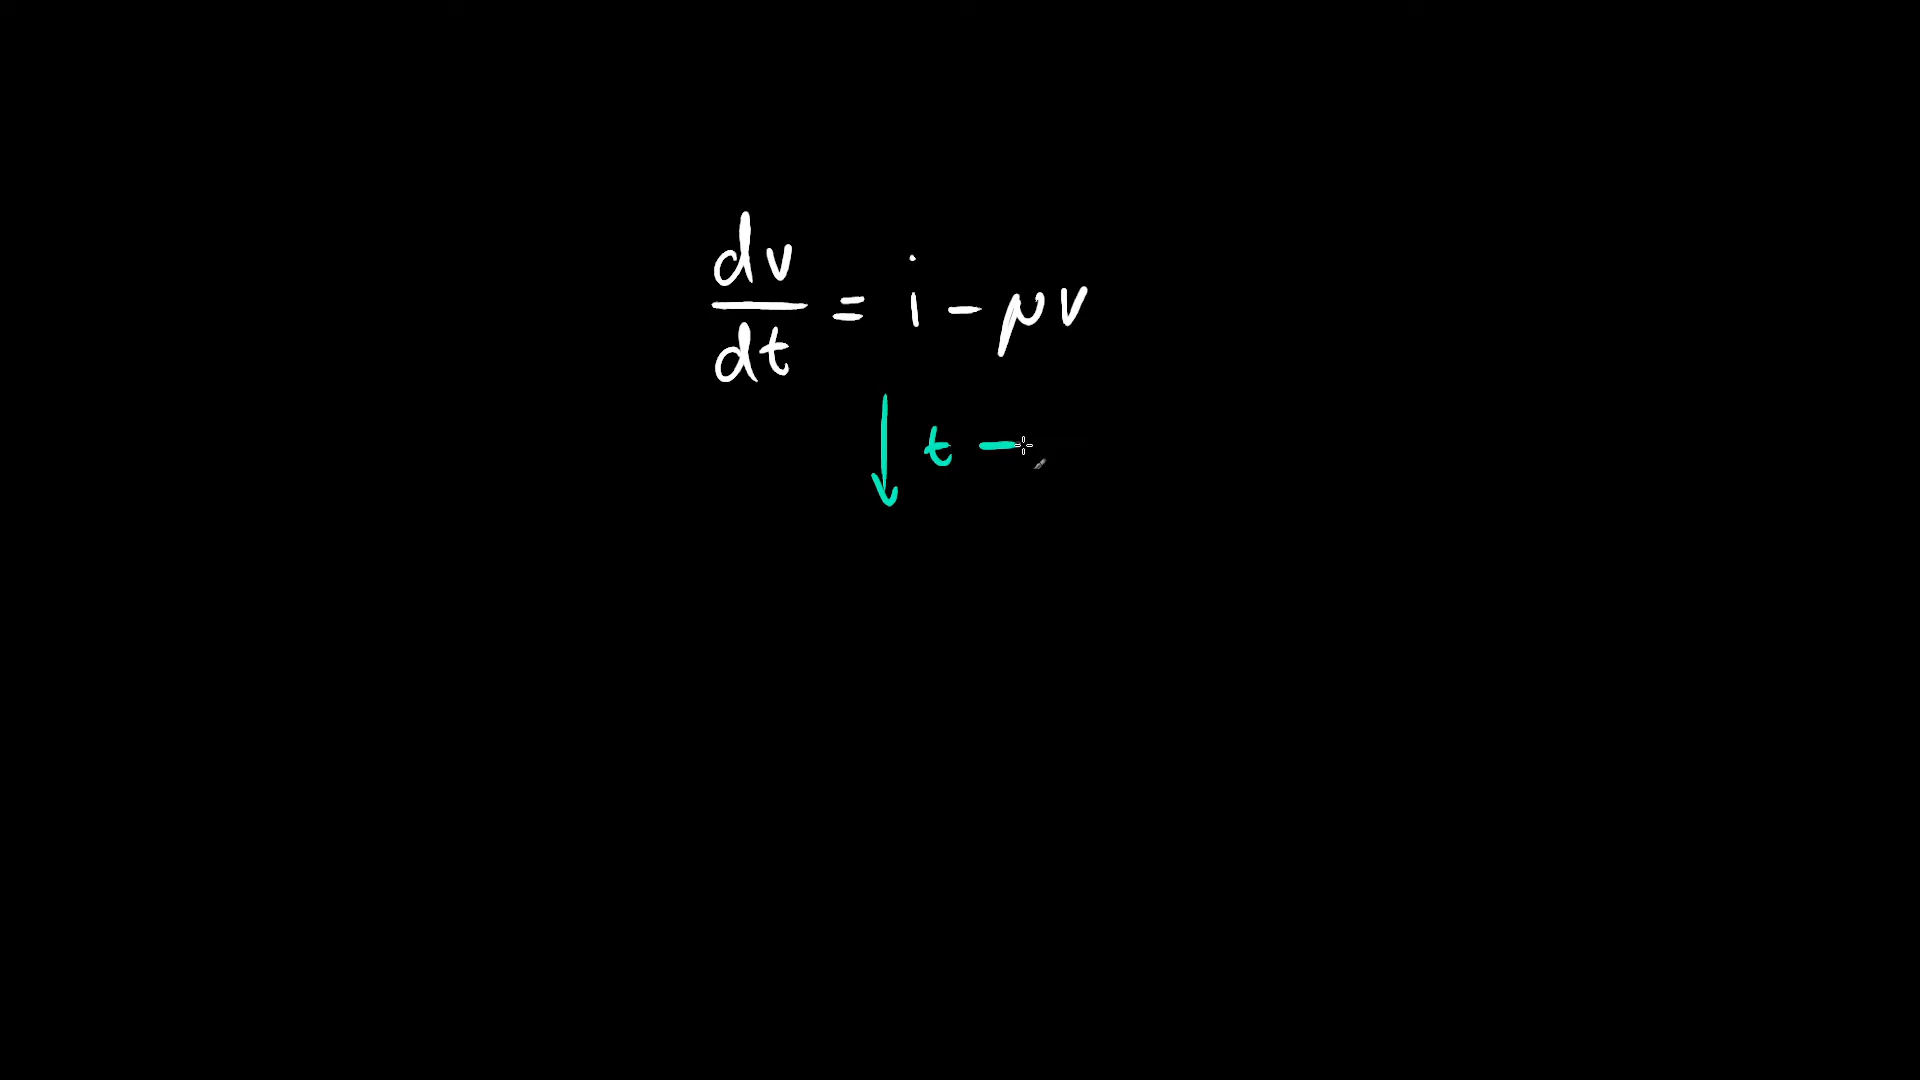 dv/dt = i - μv
↓ t -